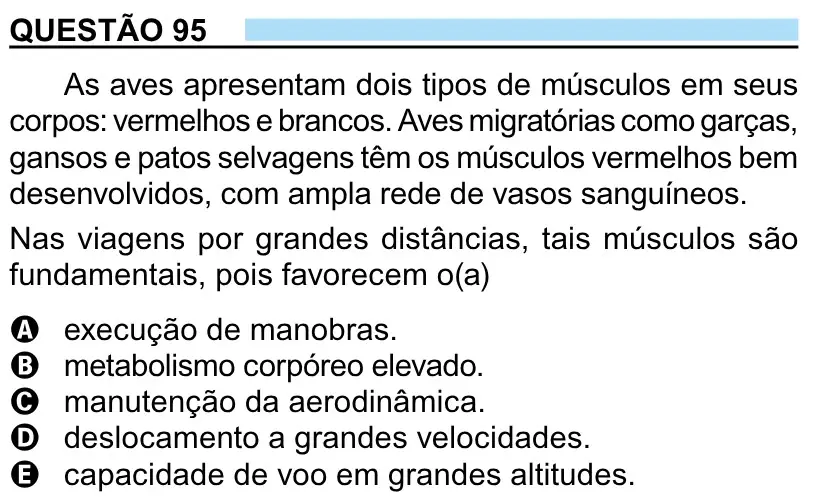 QUESTÃO 95
As aves apresentam dois tipos de músculos em seus
corpos: vermelhos e brancos. Aves migratórias como garças,
gansos e patos selvagens têm os músculos vermelhos bem
desenvolvidos, com ampla rede de vasos sanguíneos.
Nas viagens por grandes distâncias, tais músculos são
fundamentais, pois favorecem o(a)
A execução de manobras.
B metabolismo corpóreo elevado.
C manutenção da aerodinâmica.
D deslocamento a grandes velocidades.
E capacidade de voo em grandes altitudes.